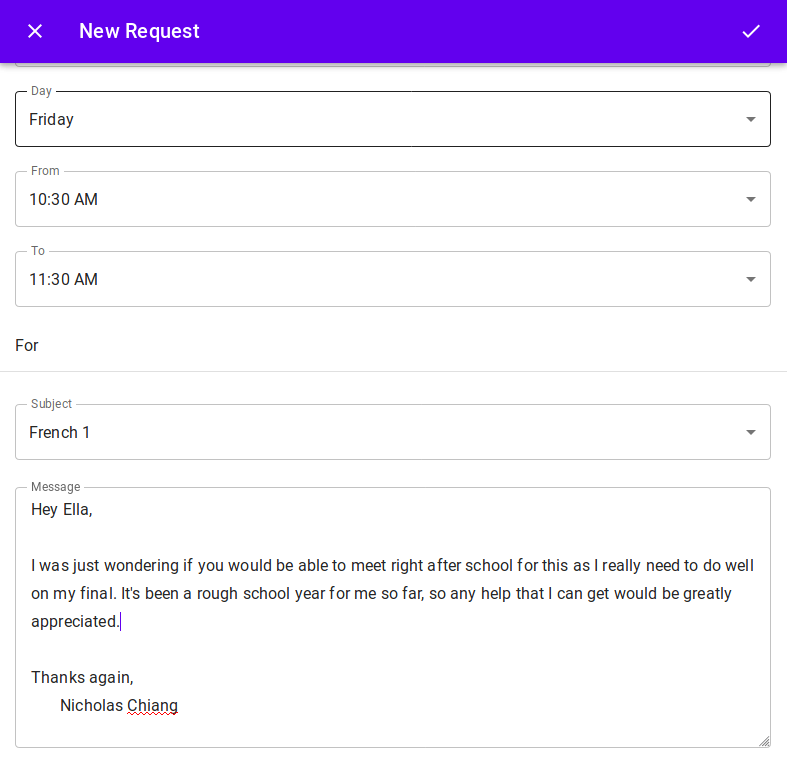 New Request
Day
Friday
From
10:30 AM
To
11:30 AM
For
Subject
French 1
Message
Hey Ella,
I was just wondering if you would be able to meet right after school for this as I really need to do well
on my final. It's been a rough school year for me so far, so any help that I can get would be greatly
appreciated.
Thanks again,
Nicholas Chiang